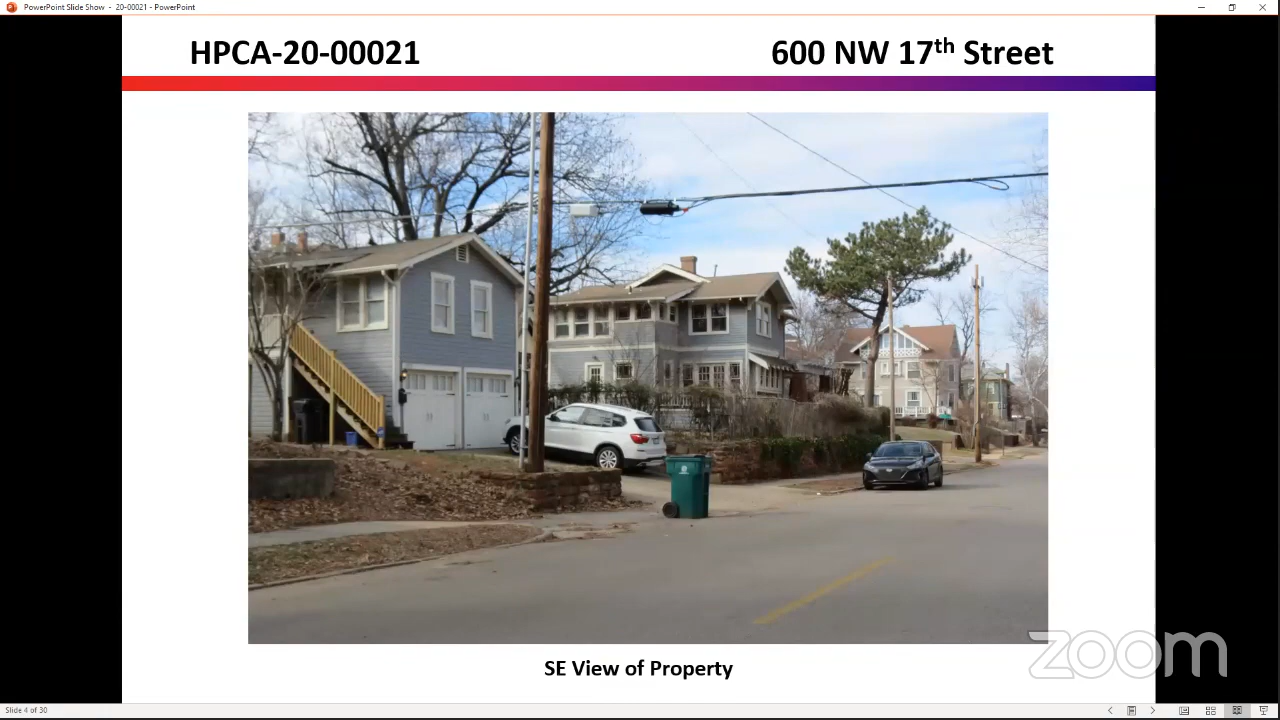 PowerPoint Slide Show - 20-00021 - PowerPoint
HPCA-20-00021
600 NW 17th Street
SE View of Property
zoom
Slide 4 of 30